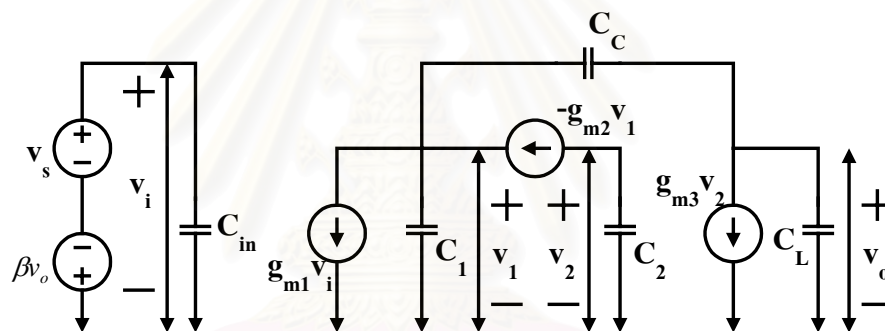 C_C
-g_m2 v_1
v_s
+
−
+
v_i
−
C_in
g_m1 v_i
C_1
+
v_1
−
+
v_2
−
C_2
g_m3 v_2
C_L
+
v_o
−
βv_o
−
+